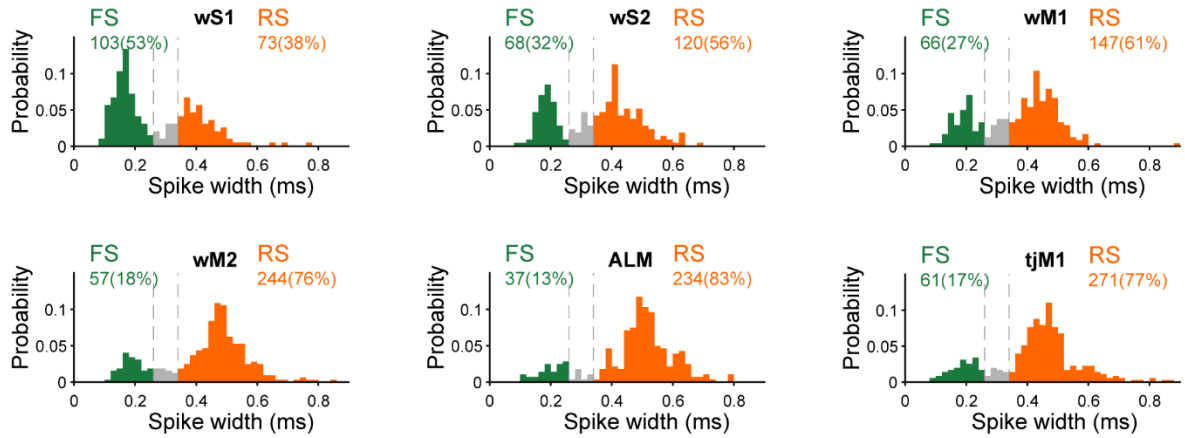 FS wS1 RS
103(53%) 73(38%)
Probability
0.1
0.05
0
0 0.2 0.4 0.6 0.8
Spike width (ms)
FS wS2 RS
68(32%) 120(56%)
Probability
0.1
0.05
0
0 0.2 0.4 0.6 0.8
Spike width (ms)
FS wM1 RS
66(27%) 147(61%)
Probability
0.1
0.05
0
0 0.2 0.4 0.6 0.8
Spike width (ms)
FS wM2 RS
57(18%) 244(76%)
Probability
0.1
0.05
0
0 0.2 0.4 0.6 0.8
Spike width (ms)
FS ALM RS
37(13%) 234(83%)
Probability
0.1
0.05
0
0 0.2 0.4 0.6 0.8
Spike width (ms)
FS tjM1 RS
61(17%) 271(77%)
Probability
0.1
0.05
0
0 0.2 0.4 0.6 0.8
Spike width (ms)